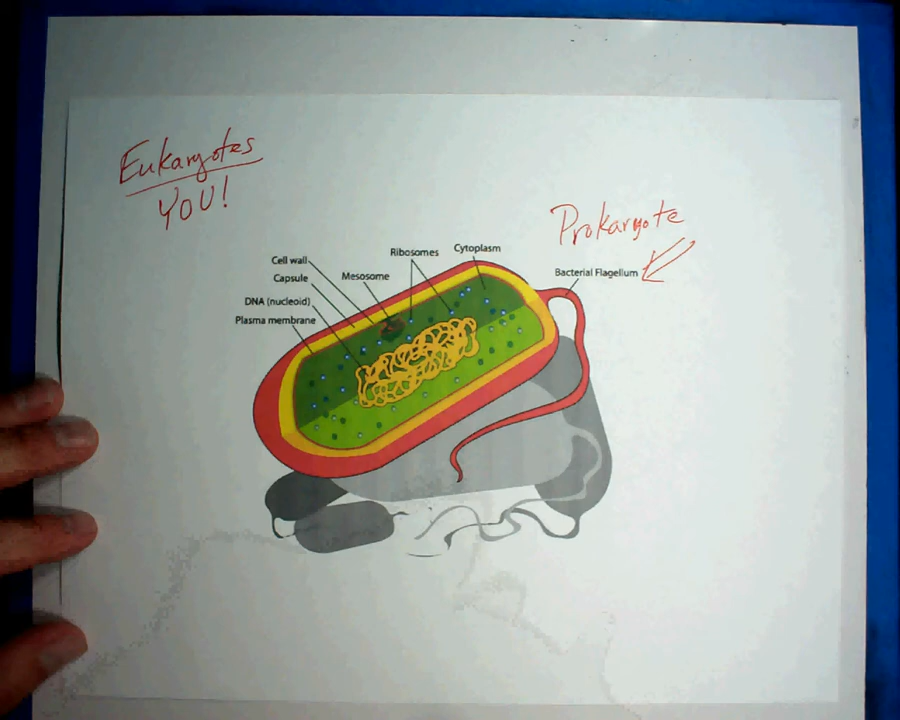 Eukaryotes
YOU!
Prokaryote
Cell wall
Capsule
DNA (nucleoid)
Plasma membrane
Mesosome
Ribosomes
Cytoplasm
Bacterial Flagellum